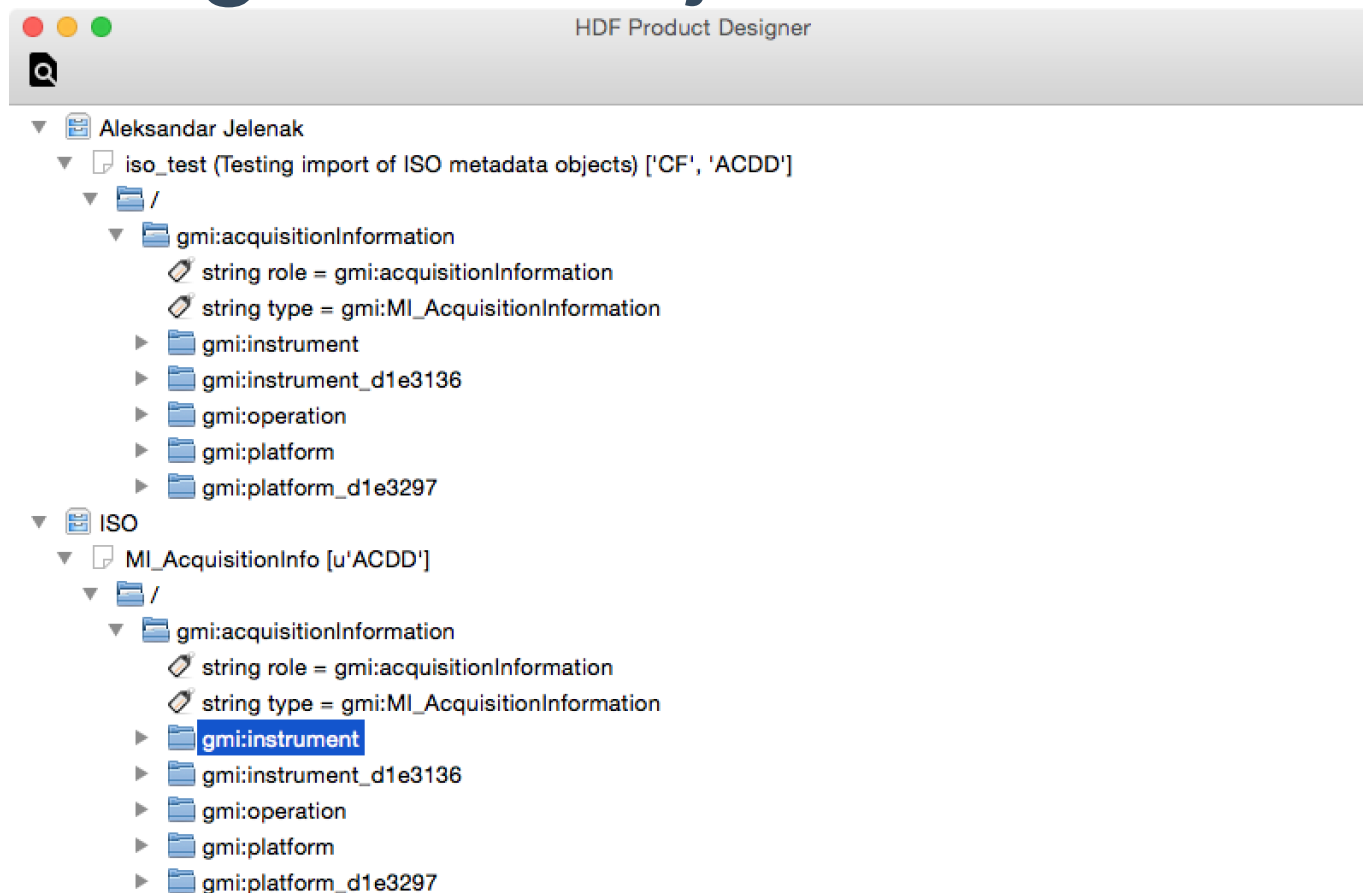 HDF Product Designer
Aleksandar Jelenak
iso_test (Testing import of ISO metadata objects) ['CF', 'ACDD']
/
gmi:acquisitionInformation
string role = gmi:acquisitionInformation
string type = gmi:MI_AcquisitionInformation
gmi:instrument
gmi:instrument_d1e3136
gmi:operation
gmi:platform
gmi:platform_d1e3297
ISO
MI_AcquisitionInfo [u'ACDD']
/
gmi:acquisitionInformation
string role = gmi:acquisitionInformation
string type = gmi:MI_AcquisitionInformation
gmi:instrument
gmi:instrument_d1e3136
gmi:operation
gmi:platform
gmi:platform_d1e3297